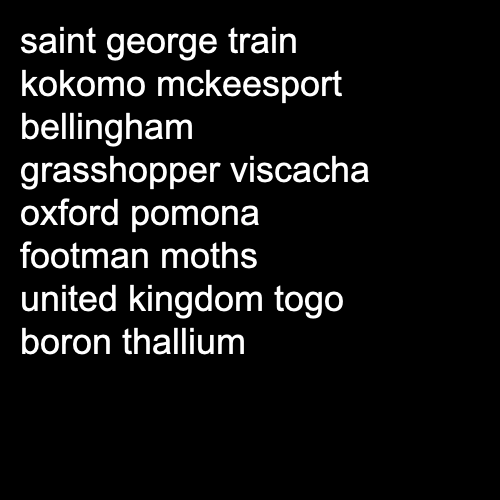 saint george train
kokomo mckeesport
bellingham
grasshopper viscacha
oxford pomona
footman moths
united kingdom togo
boron thallium